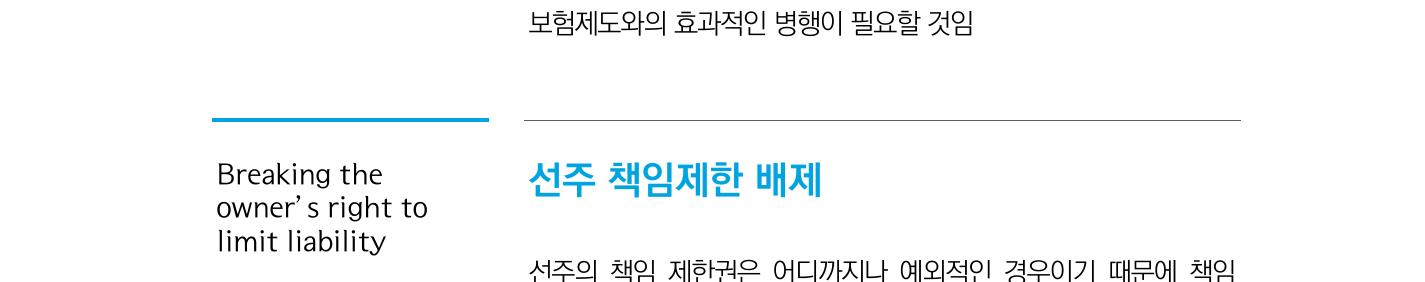 보험제도와의 효과적인 병행이 필요할 것임
Breaking the
owner's right to
limit liability
선주 책임제한 배제
선주의 책임 제한권은 어디까지나 예외적인 경우이기 때문에 책임